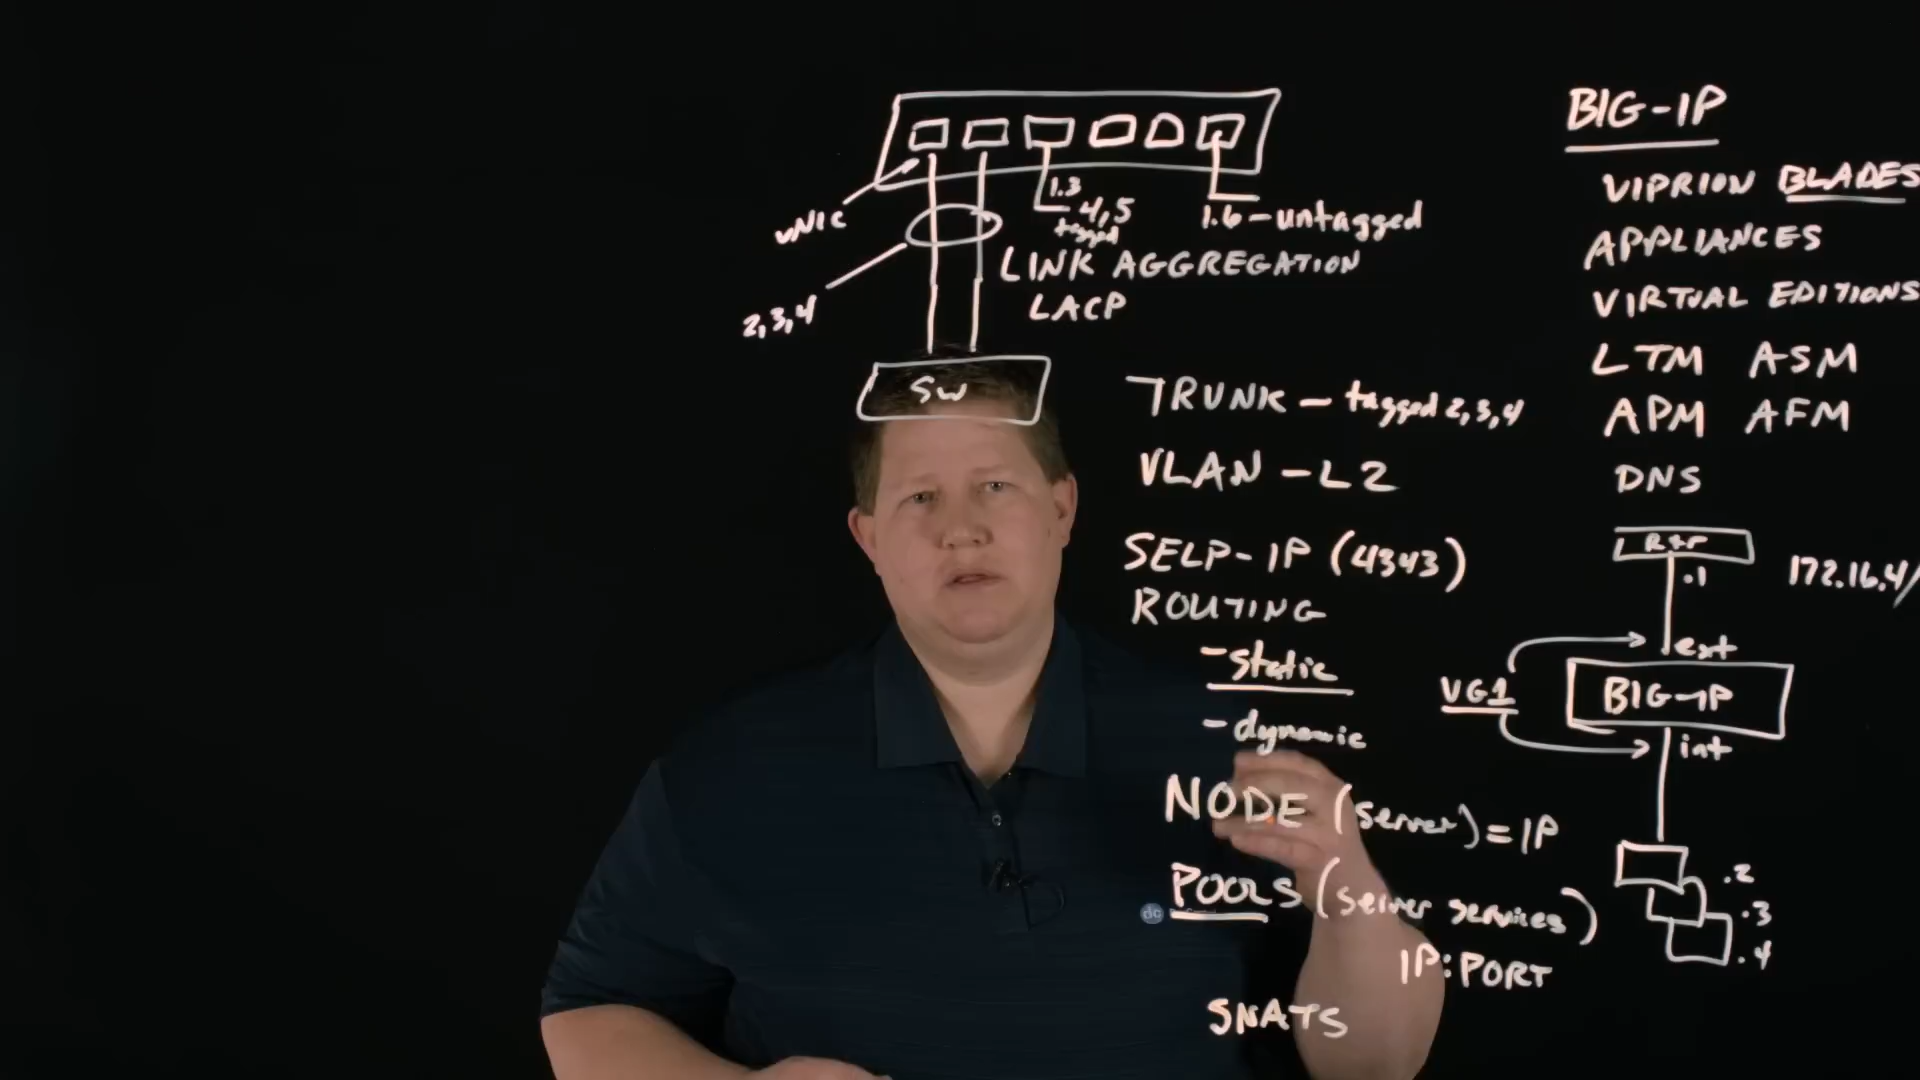 vNIC
1.3
4,5
tagged
1.6 - untagged
2,3,4
LINK AGGREGATION
LACP
SW
TRUNK - tagged 2,3,4
VLAN - L2
SELF-IP (4343)
ROUTING
- static
- dynamic
NODE (server) = IP
POOLS (server services)
IP:PORT
SNATS
dc
BIG-IP
VIPRION BLADES
APPLIANCES
VIRTUAL EDITIONS
LTM ASM
APM AFM
DNS
Rtr
.1
172.16.4/
ext
VG1
BIG-IP
int
.2
.3
.4